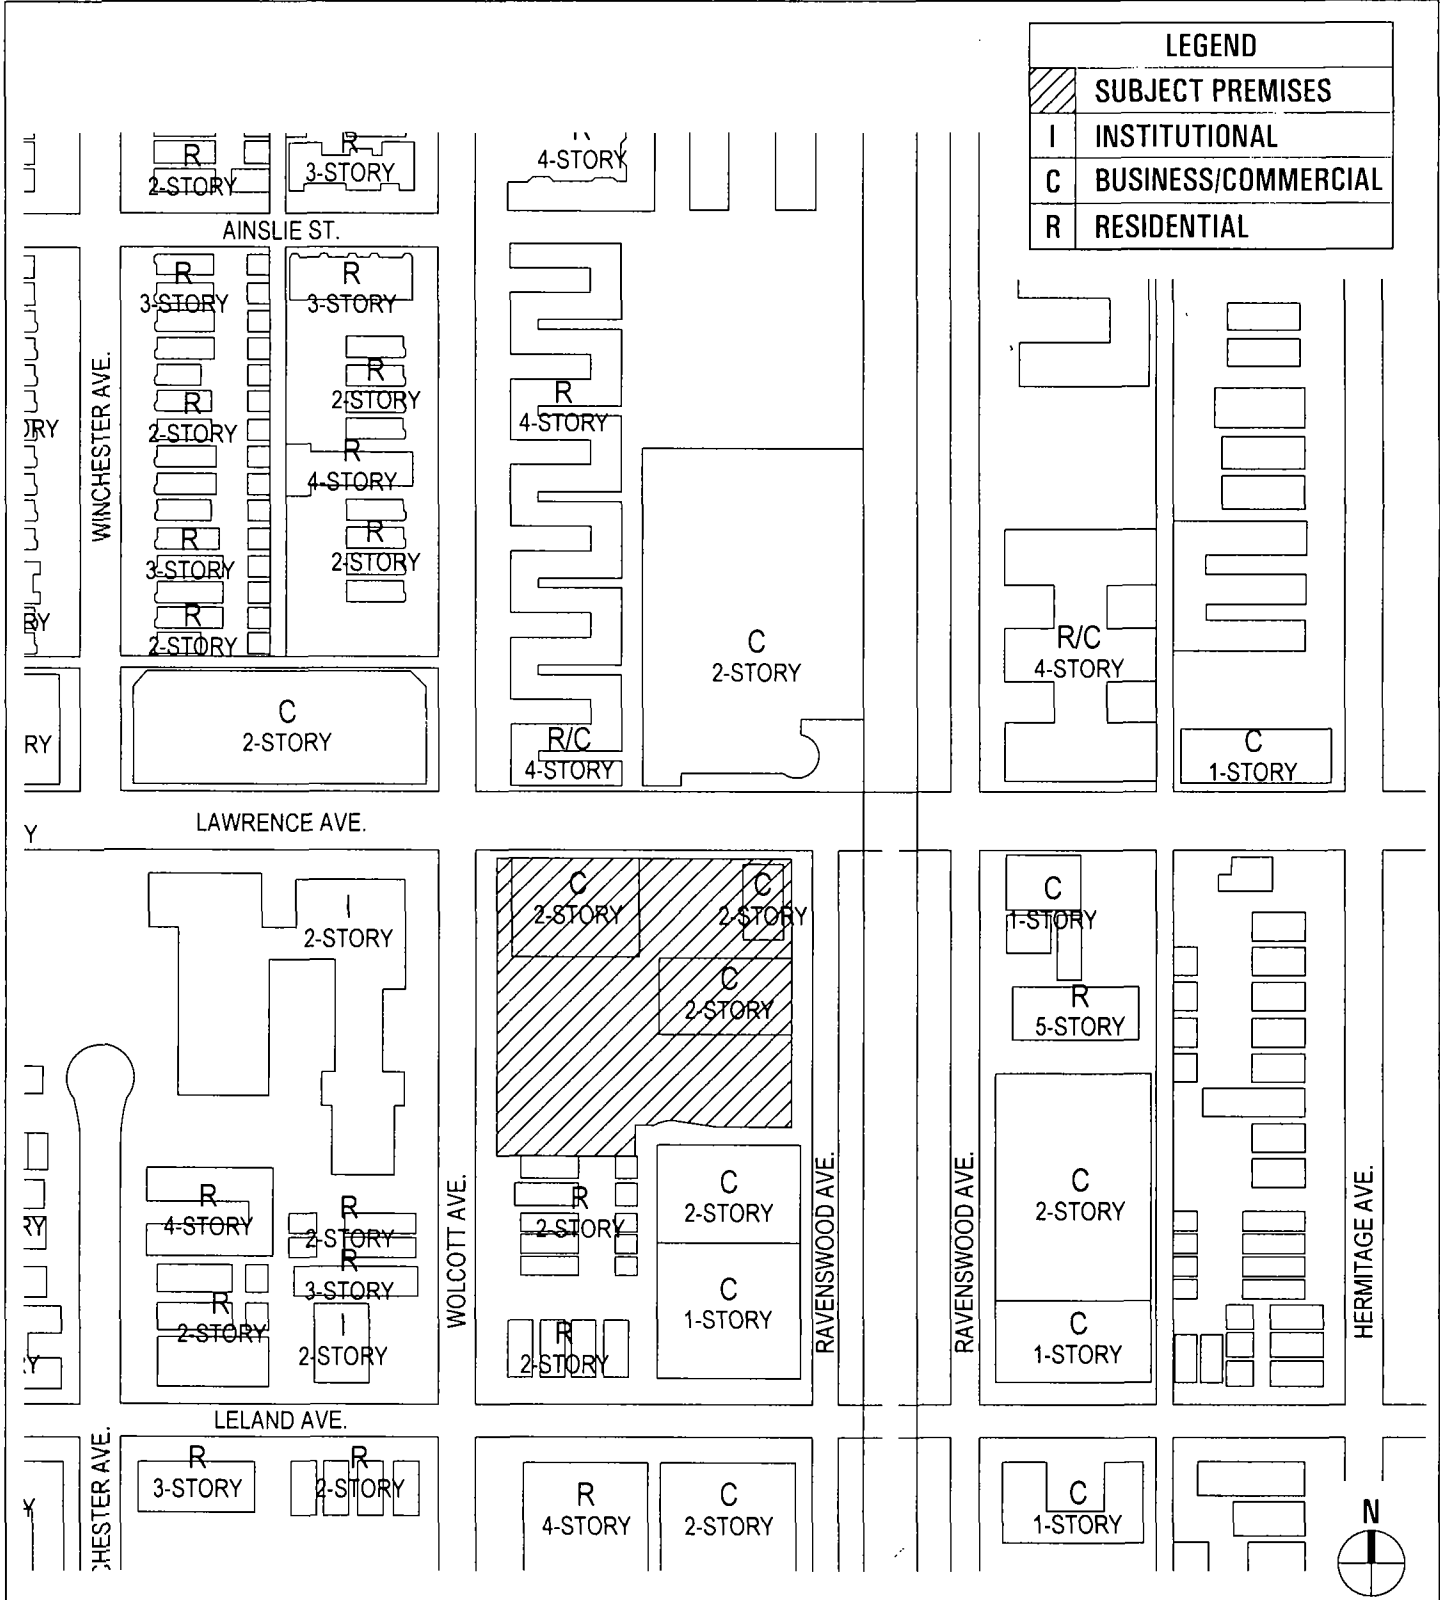 LEGEND
SUBJECT PREMISES
I INSTITUTIONAL
C BUSINESS/COMMERCIAL
R RESIDENTIAL
R
2-STORY
R
3-STORY
4-STORY
AINSLIE ST.
R
3-STORY
R
3-STORY
WINCHESTER AVE.
R
2-STORY
R
4-STORY
R
2-STORY
RY
R
4-STORY
R
3-STORY
R
2-STORY
R
2-STORY
RY
C
2-STORY
R/C
4-STORY
C
2-STORY
RY
R/C
4-STORY
C
1-STORY
LAWRENCE AVE.
Y
I
2-STORY
C
2-STORY
C
2-STORY
C
2-STORY
C
1-STORY
R
5-STORY
R
4-STORY
R
2-STORY
R
3-STORY
R
2-STORY
I
2-STORY
RY
Y
WOLCOTT AVE.
R
2-STORY
R
2-STORY
C
2-STORY
C
1-STORY
RAVENSWOOD AVE.
RAVENSWOOD AVE.
C
2-STORY
C
1-STORY
HERMITAGE AVE.
LELAND AVE.
CHESTER AVE.
R
3-STORY
R
2-STORY
Y
R
4-STORY
C
2-STORY
C
1-STORY
N